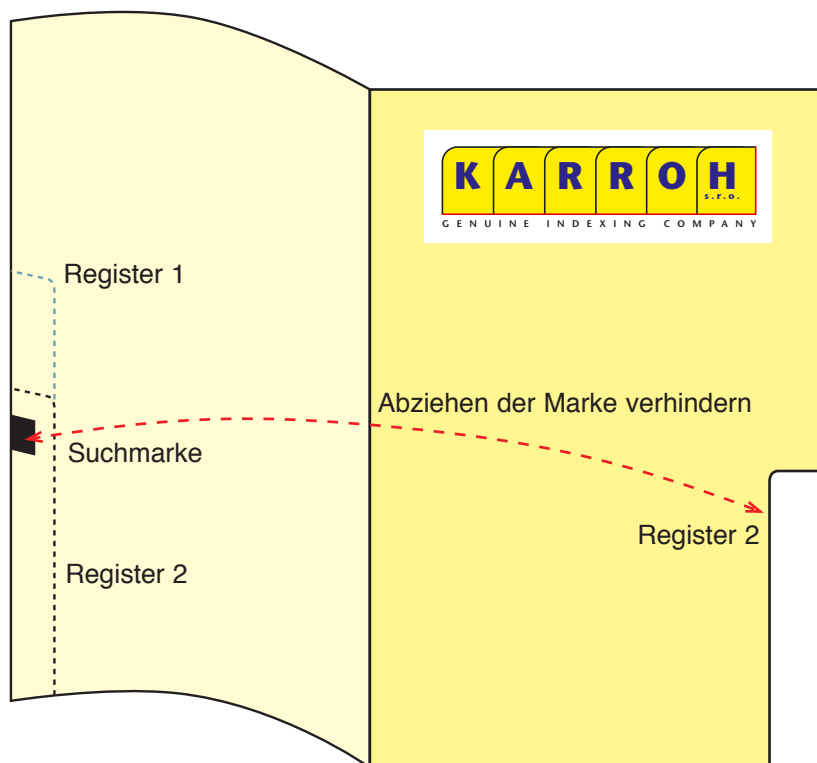 KARROH
s.r.o.
GENUINE INDEXING COMPANY
Register 1
Abziehen der Marke verhindern
Suchmarke
Register 2
Register 2